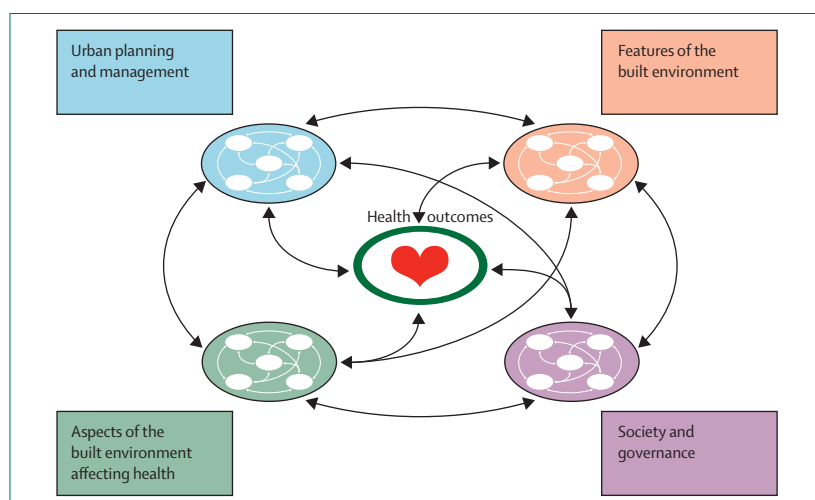 Urban planning
and management
Features of the
built environment
Health outcomes
Aspects of the
built environment
affecting health
Society and
governance